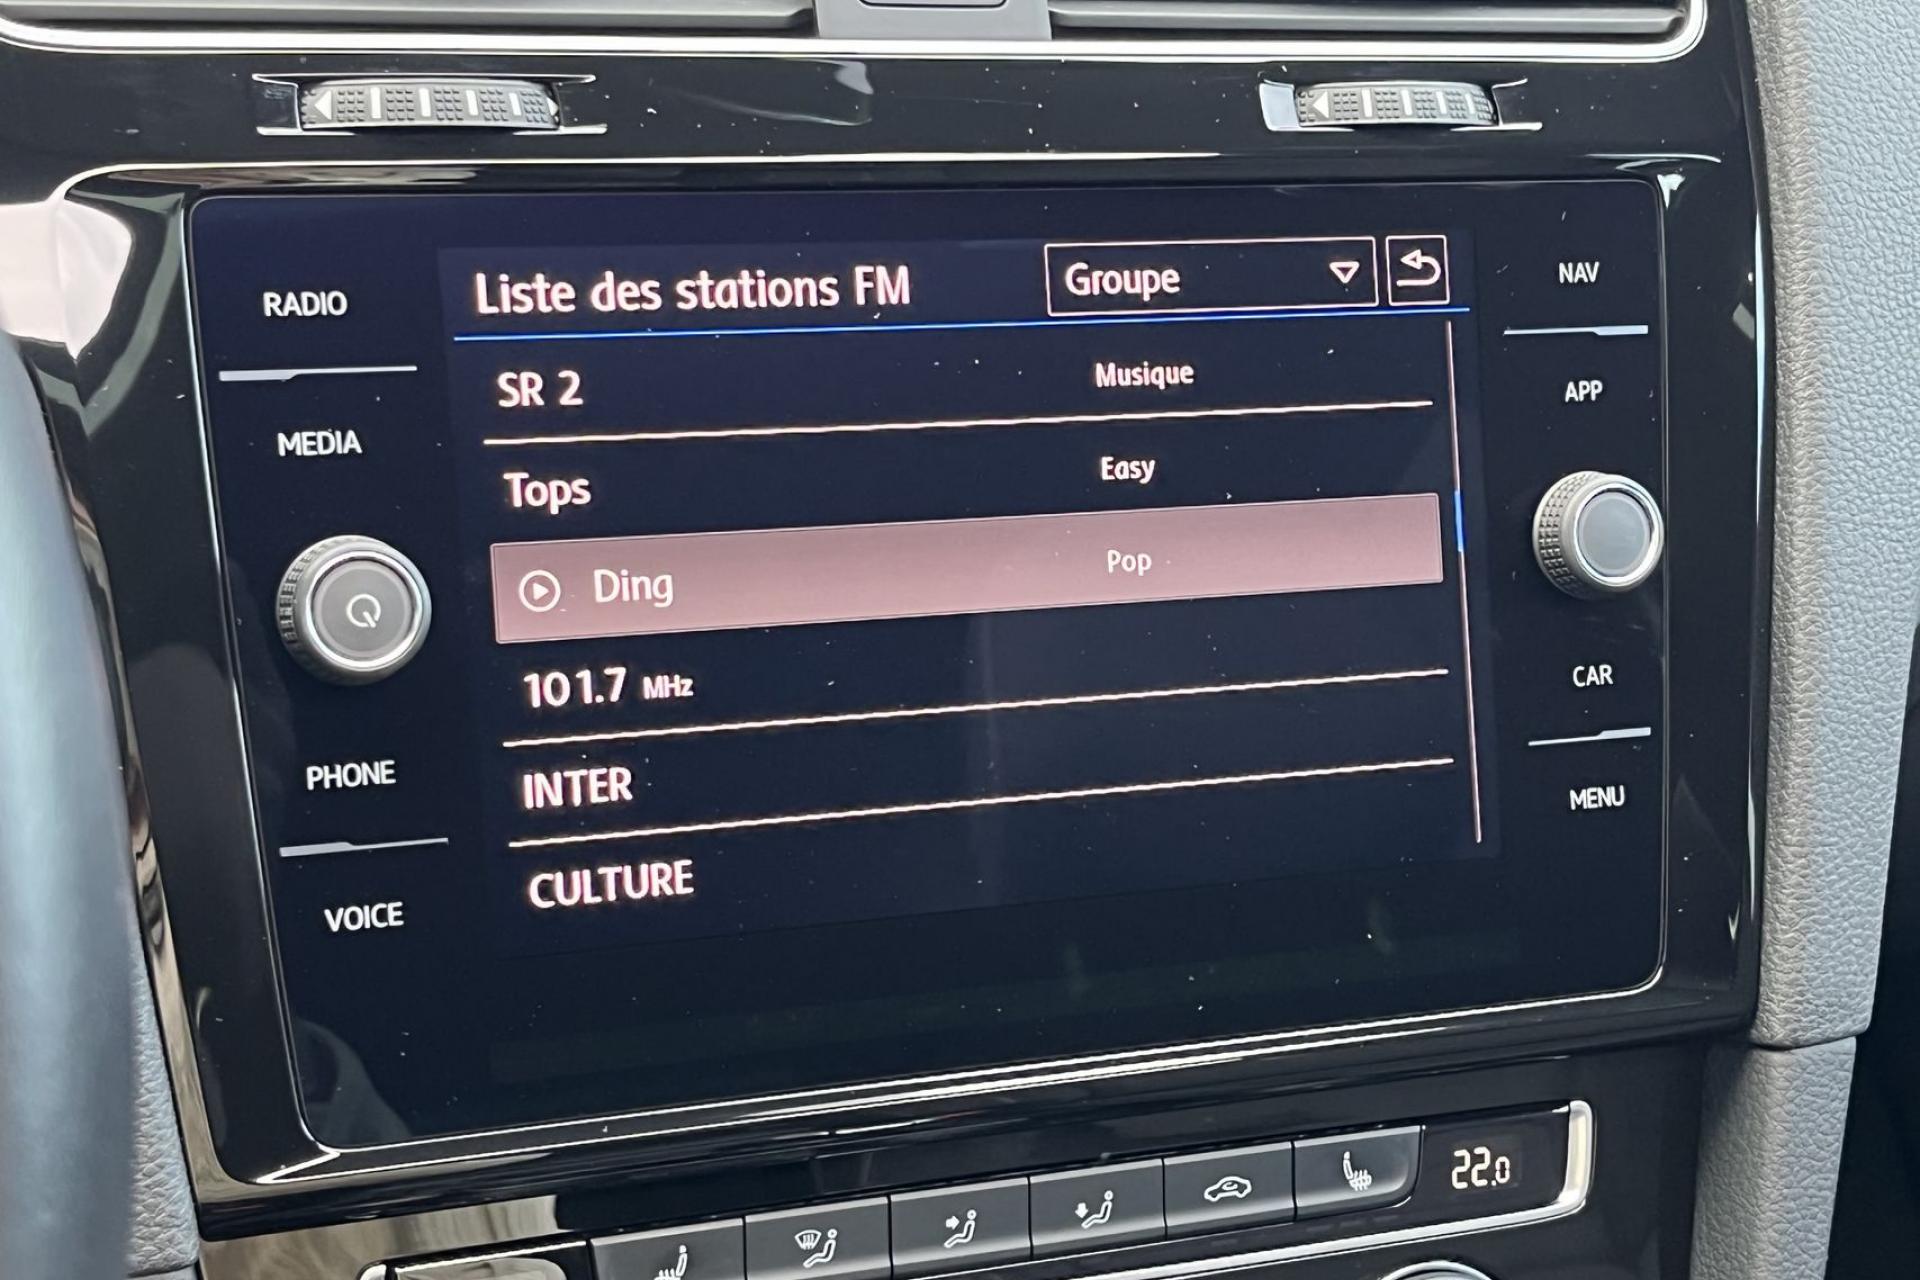 Liste des stations FM Groupe
SR 2 Musique
Tops Easy
Ding Pop
101.7 MHz
INTER
CULTURE
RADIO
MEDIA
PHONE
VOICE
NAV
APP
CAR
MENU
22.0